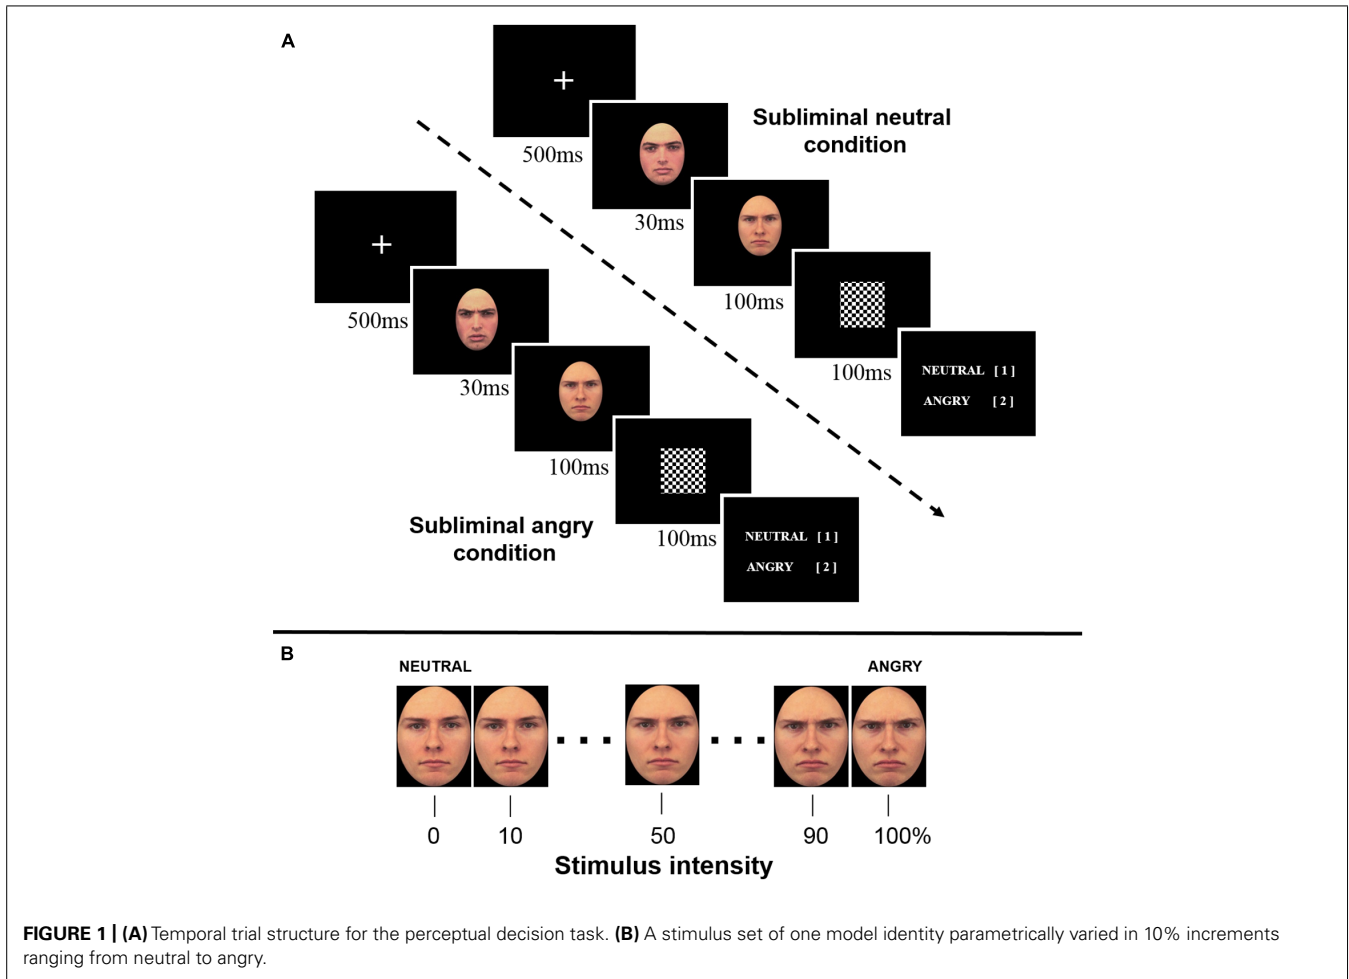 A
Subliminal neutral
condition
500ms
30ms
100ms
100ms
NEUTRAL [ 1 ]
ANGRY [ 2 ]
500ms
30ms
100ms
100ms
NEUTRAL [ 1 ]
ANGRY [ 2 ]
Subliminal angry
condition
B
NEUTRAL ANGRY
0 10 50 90 100%
Stimulus intensity
FIGURE 1 | (A) Temporal trial structure for the perceptual decision task. (B) A stimulus set of one model identity parametrically varied in 10% increments
ranging from neutral to angry.